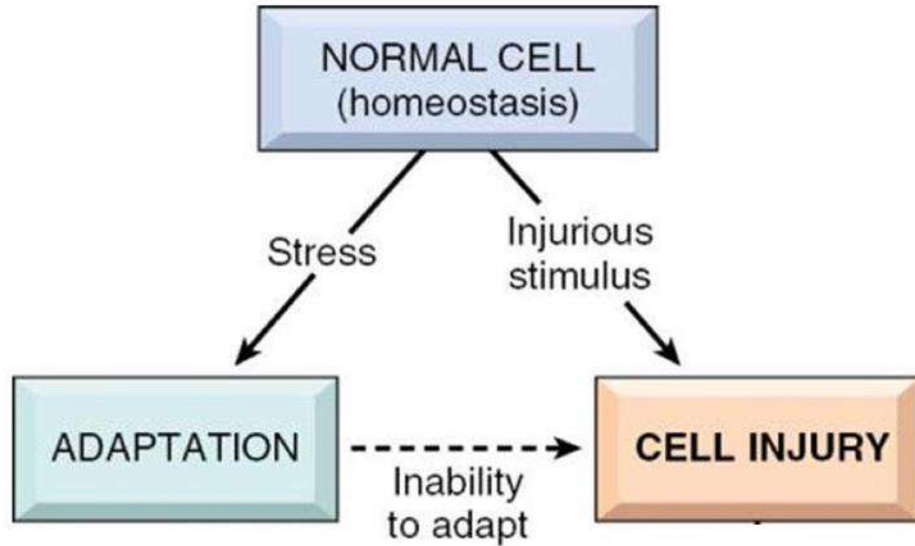 NORMAL CELL
(homeostasis)
Stress
Injurious
stimulus
ADAPTATION
CELL INJURY
Inability
to adapt